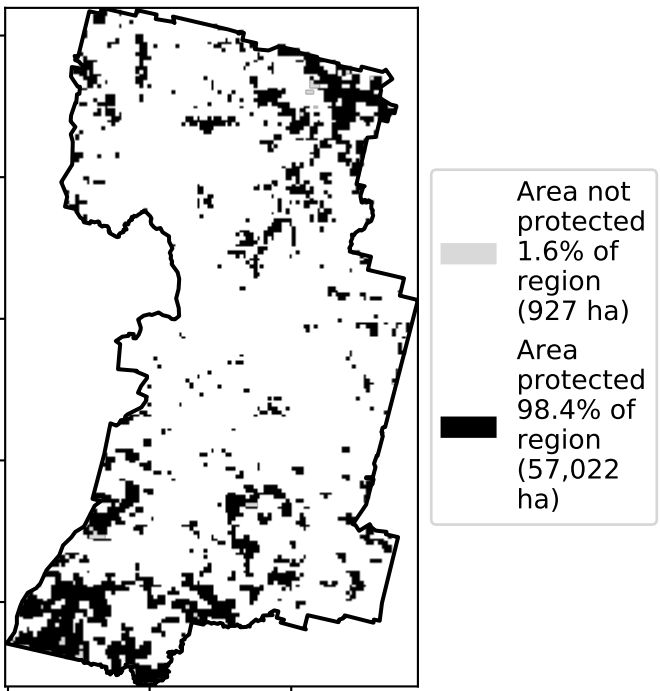 Area not
protected
1.6% of
region
(927 ha)
Area
protected
98.4% of
region
(57,022
ha)